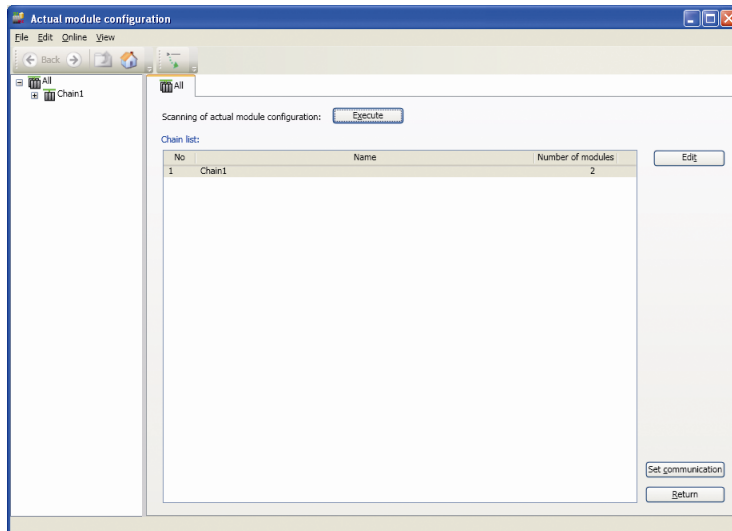 Actual module configuration
File Edit Online View
Back
All
Chain1
All
Scanning of actual module configuration: Execute
Chain list:
No Name Number of modules
1 Chain1 2
Edit
Set communication
Return